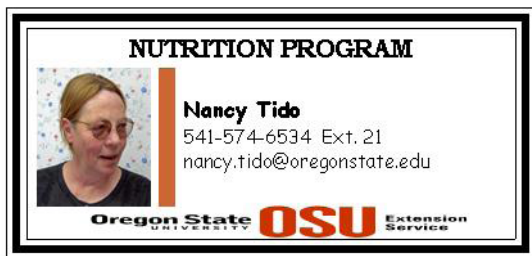 NUTRITION PROGRAM
Nancy Tido
541-574-6534 Ext. 21
nancy.tido@oregonstate.edu
Oregon State OSU Extension
UNIVERSITY Service